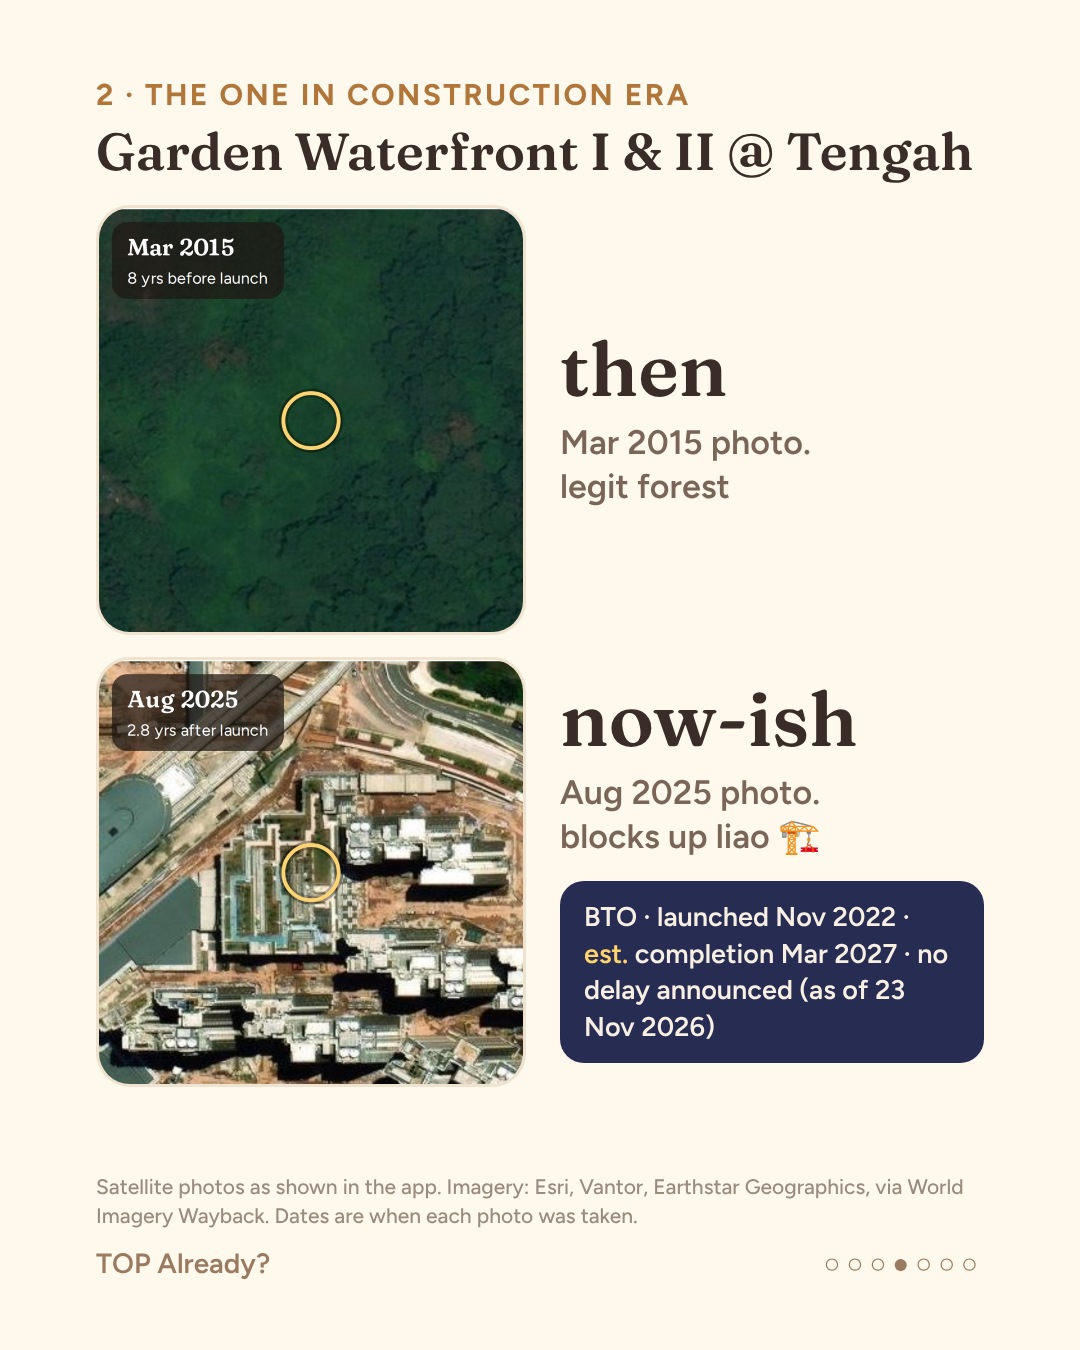 2 · THE ONE IN CONSTRUCTION ERA
Garden Waterfront I & II @ Tengah
Mar 2015
8 yrs before launch
then
Mar 2015 photo.
legit forest
Aug 2025
2.8 yrs after launch
now-ish
Aug 2025 photo.
blocks up liao 🏗️
BTO · launched Nov 2022 ·
est. completion Mar 2027 · no
delay announced (as of 23
Nov 2026)
Satellite photos as shown in the app. Imagery: Esri, Vantor, Earthstar Geographics, via World
Imagery Wayback. Dates are when each photo was taken.
TOP Already?